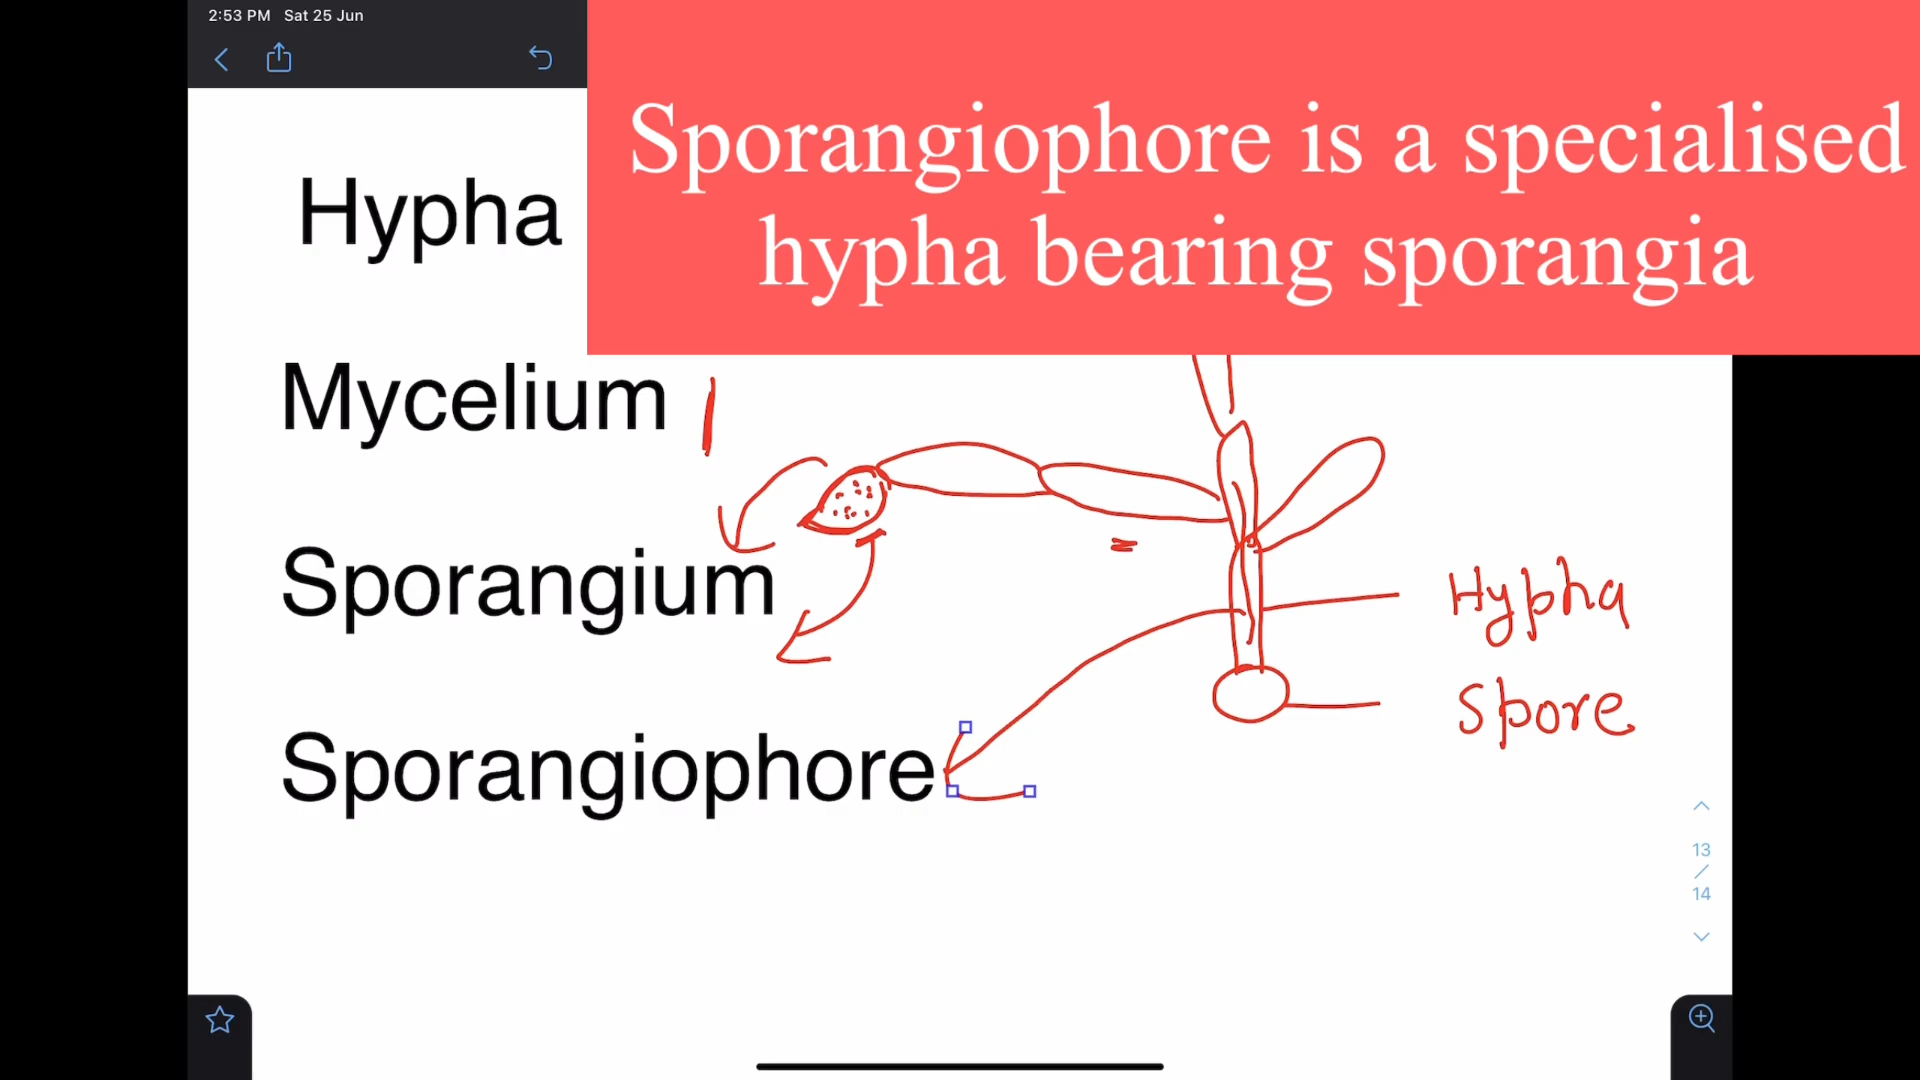 2:53 PM Sat 25 Jun
Sporangiophore is a specialised
hypha bearing sporangia
Hypha
Mycelium
Sporangium
Sporangiophore
Hypha
Spore
13
/
14